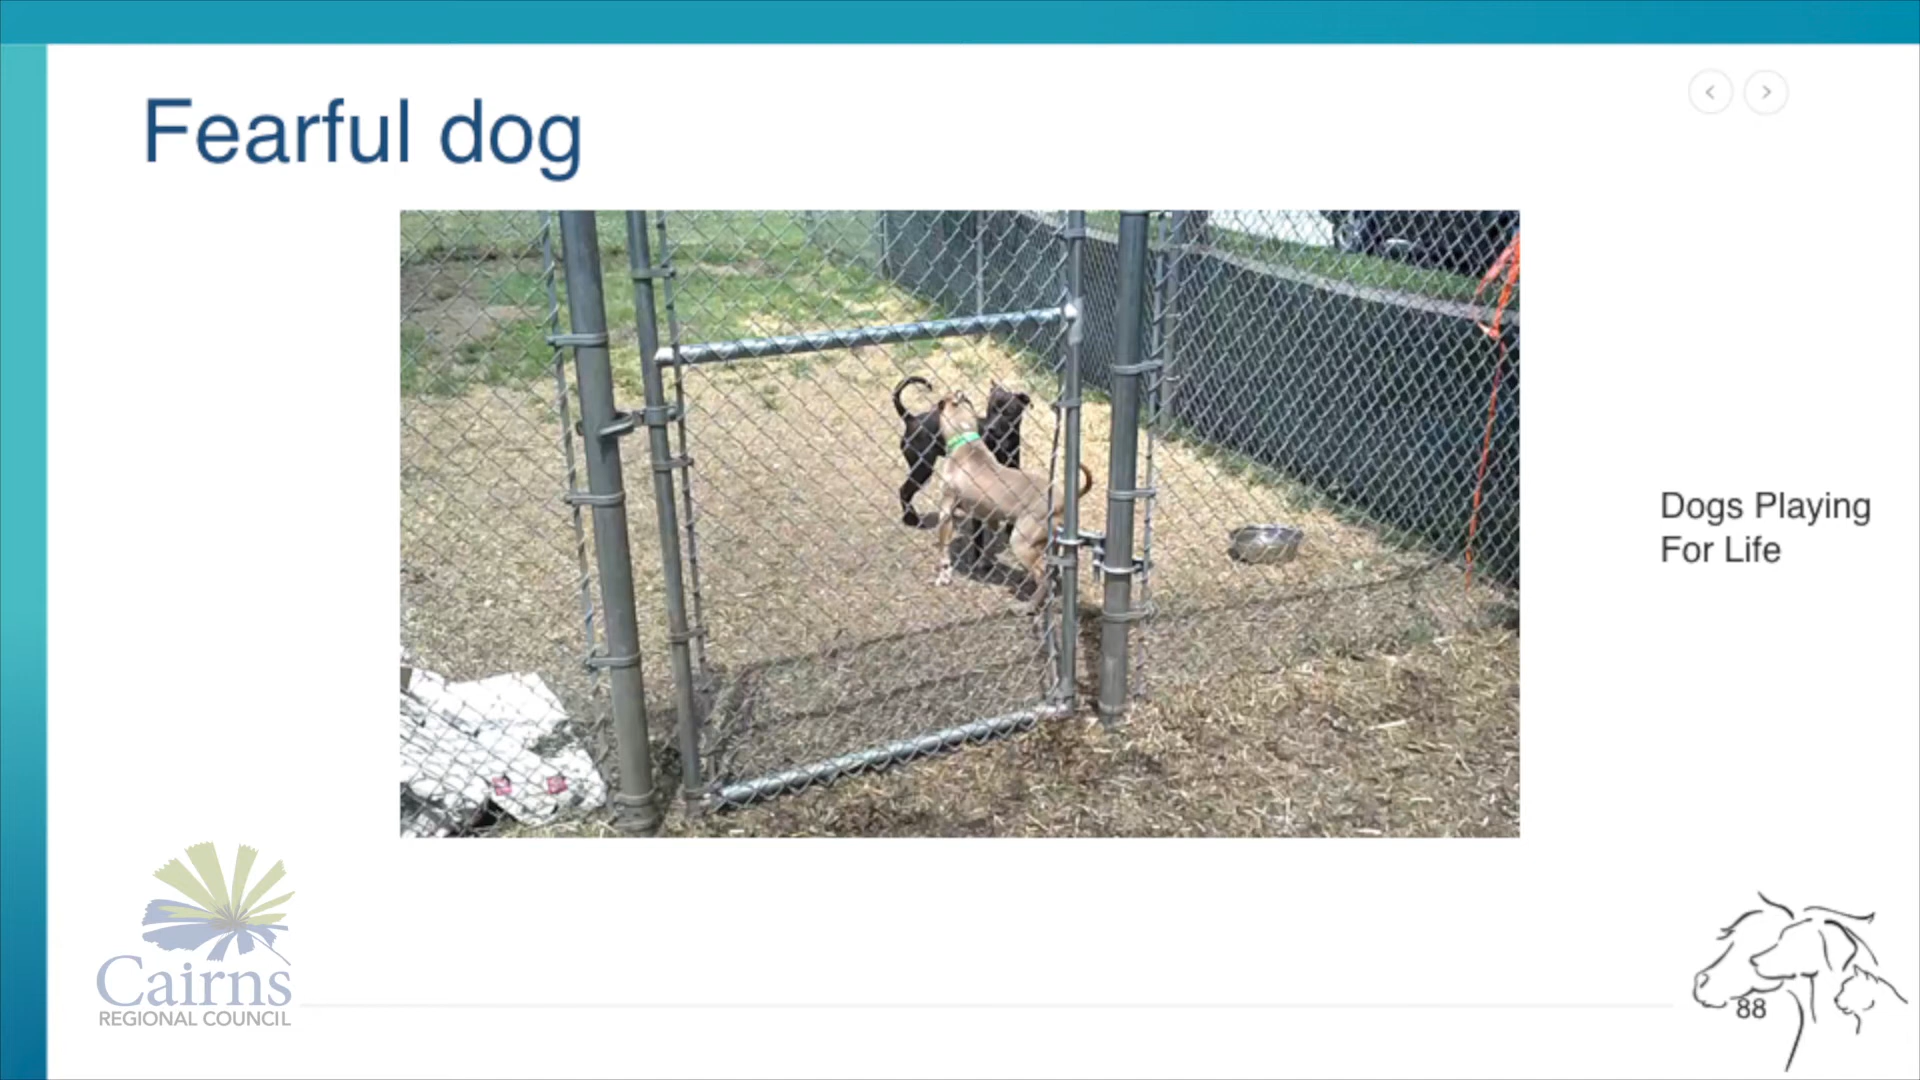 Fearful dog
Dogs Playing
For Life
Cairns
REGIONAL COUNCIL
88